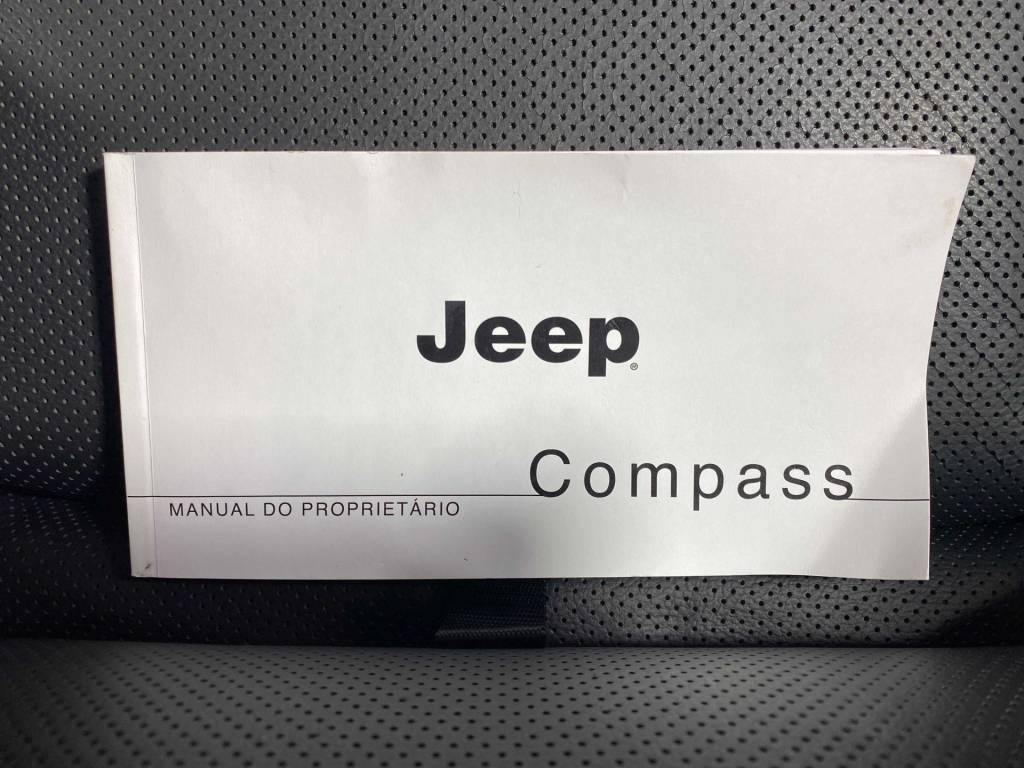 Jeep®
Compass
MANUAL DO PROPRIETÁRIO